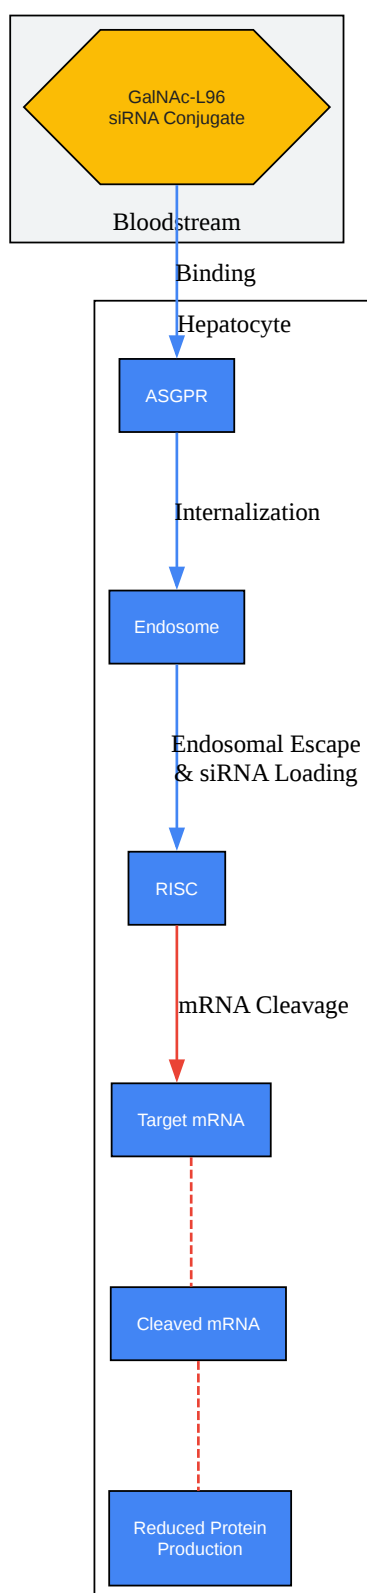 GalNAc-L96
siRNA Conjugate
Bloodstream
Binding
Hepatocyte
ASGPR
Internalization
Endosome
Endosomal Escape
& siRNA Loading
RISC
mRNA Cleavage
Target mRNA
Cleaved mRNA
Reduced Protein
Production